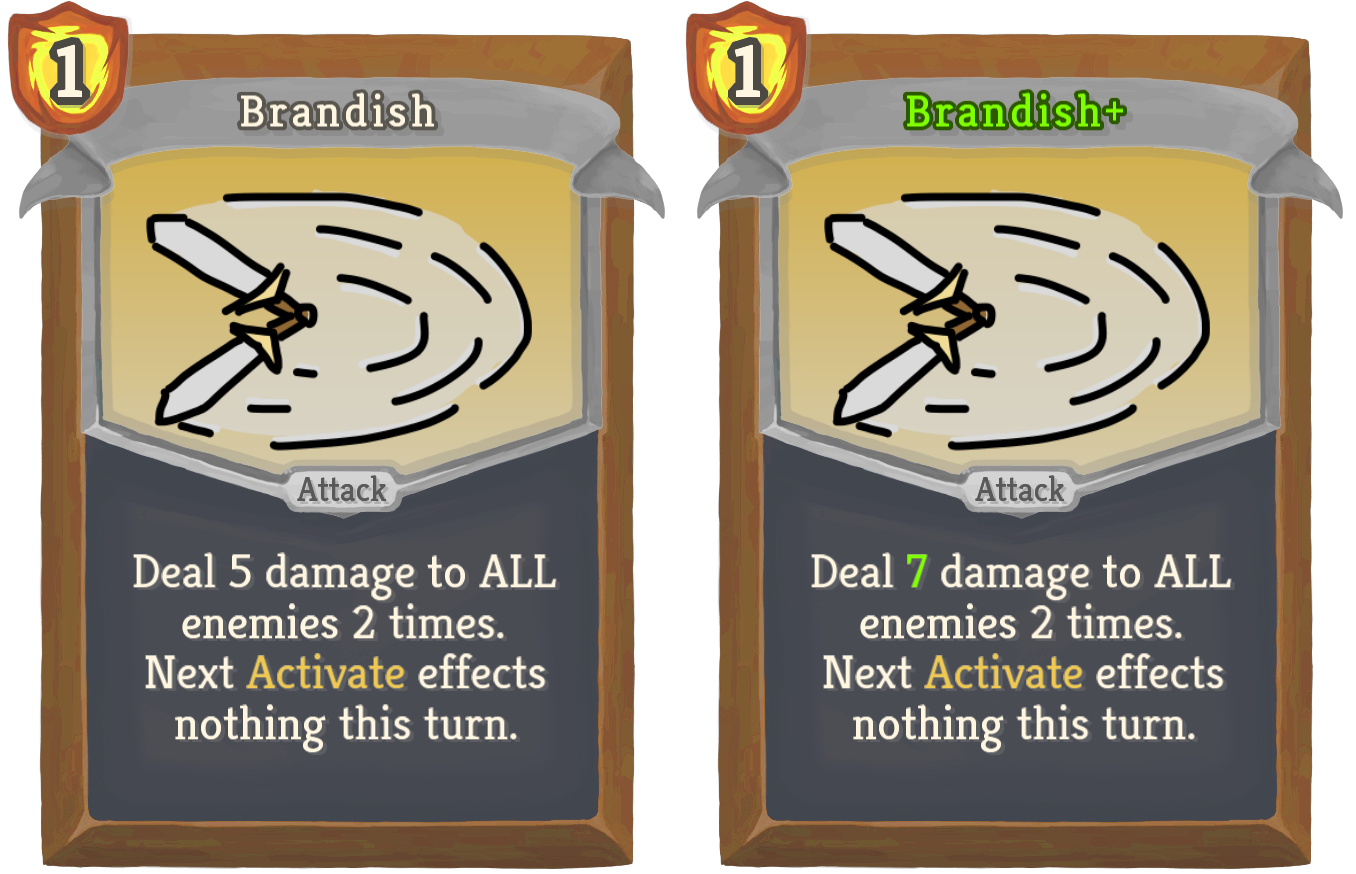 1
Brandish
Attack
Deal 5 damage to ALL
enemies 2 times.
Next Activate effects
nothing this turn.
1
Brandish+
Attack
Deal 7 damage to ALL
enemies 2 times.
Next Activate effects
nothing this turn.